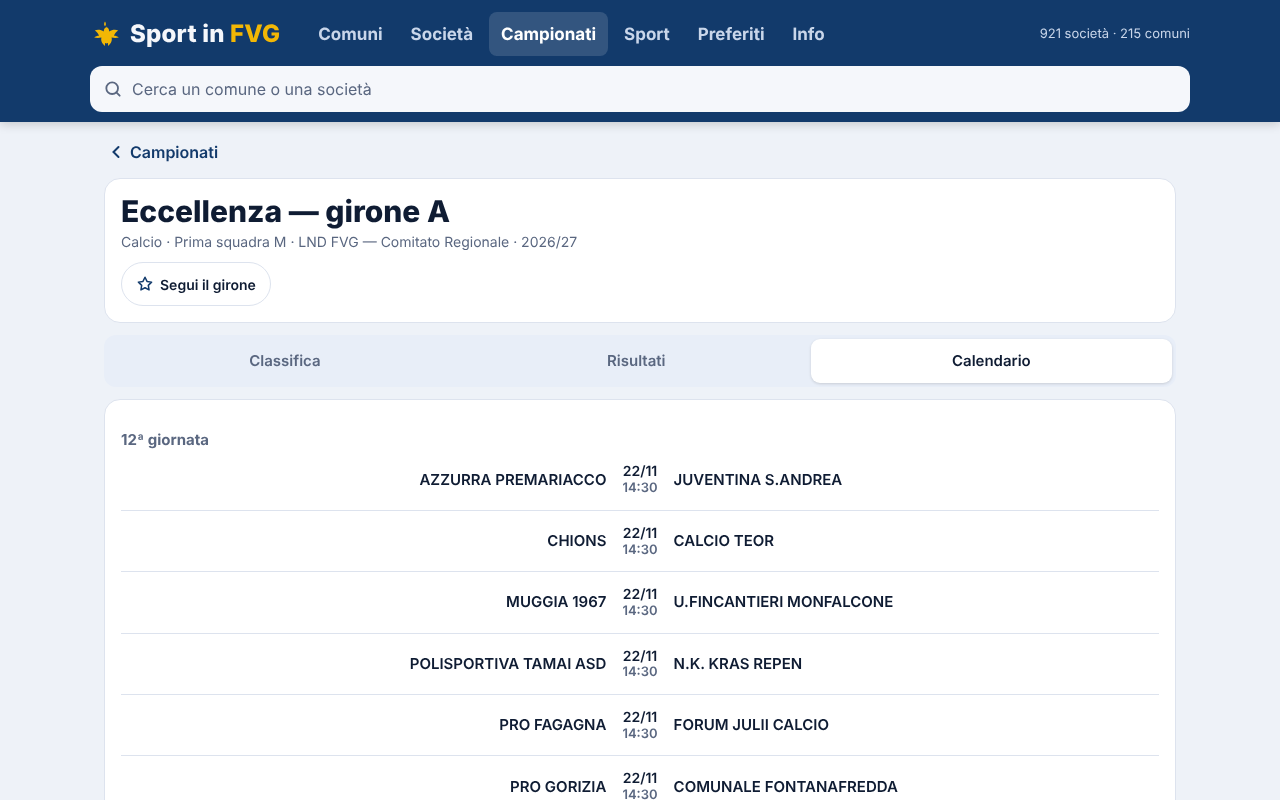 Sport in FVG
Comuni
Società
Campionati
Sport
Preferiti
Info
921 società · 215 comuni
Cerca un comune o una società
Campionati
Eccellenza — girone A
Calcio · Prima squadra M · LND FVG — Comitato Regionale · 2026/27
Segui il girone
Classifica
Risultati
Calendario
12ª giornata
AZZURRA PREMARIACCO 22/11 14:30 JUVENTINA S.ANDREA
CHIONS 22/11 14:30 CALCIO TEOR
MUGGIA 1967 22/11 14:30 U.FINCANTIERI MONFALCONE
POLISPORTIVA TAMAI ASD 22/11 14:30 N.K. KRAS REPEN
PRO FAGAGNA 22/11 14:30 FORUM JULII CALCIO
PRO GORIZIA 22/11 14:30 COMUNALE FONTANAFREDDA